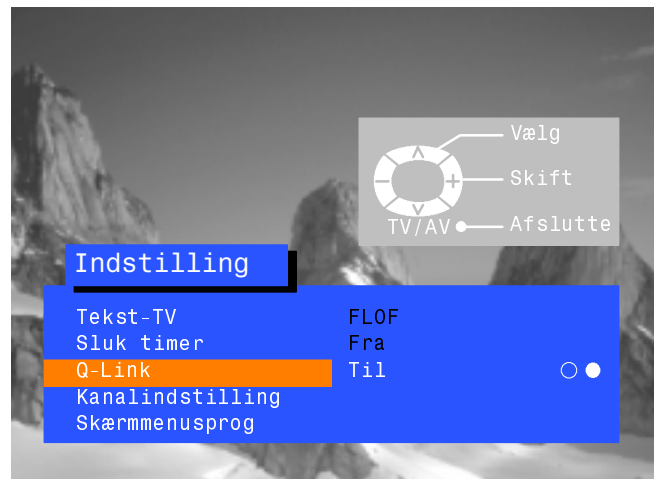 Vælg
Skift
TV/AV Afslutte
Indstilling
Tekst-TV FLOF
Sluk timer Fra
Q-Link Til
Kanalindstilling
Skærmmenusprog